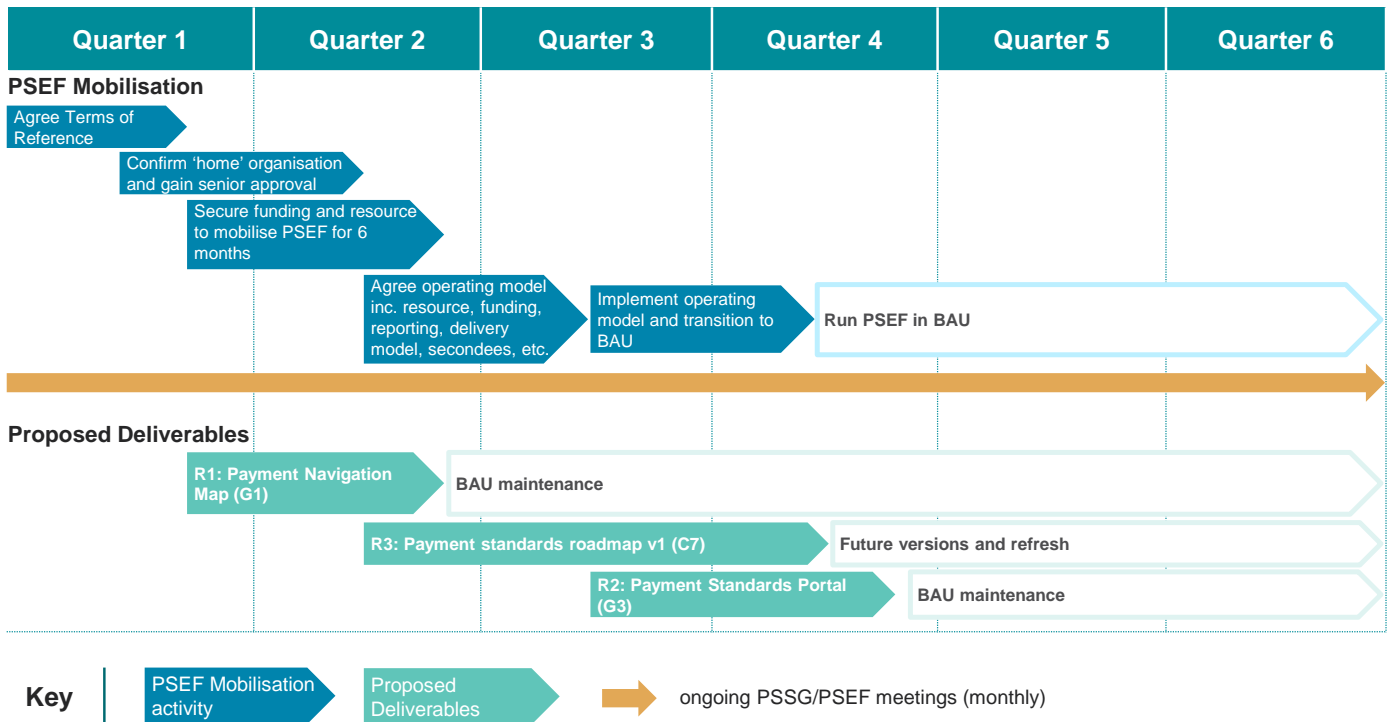 Quarter 1 Quarter 2 Quarter 3 Quarter 4 Quarter 5 Quarter 6
PSEF Mobilisation
Agree Terms of
Reference
Confirm ‘home’ organisation
and gain senior approval
Secure funding and resource
to mobilise PSEF for 6
months
Agree operating model
inc. resource, funding,
reporting, delivery
model, secondees, etc.
Implement operating
model and transition to
BAU
Run PSEF in BAU
Proposed Deliverables
R1: Payment Navigation
Map (G1)
BAU maintenance
R3: Payment standards roadmap v1 (C7)
Future versions and refresh
R2: Payment Standards Portal
(G3)
BAU maintenance
Key
PSEF Mobilisation
activity
Proposed
Deliverables
ongoing PSSG/PSEF meetings (monthly)